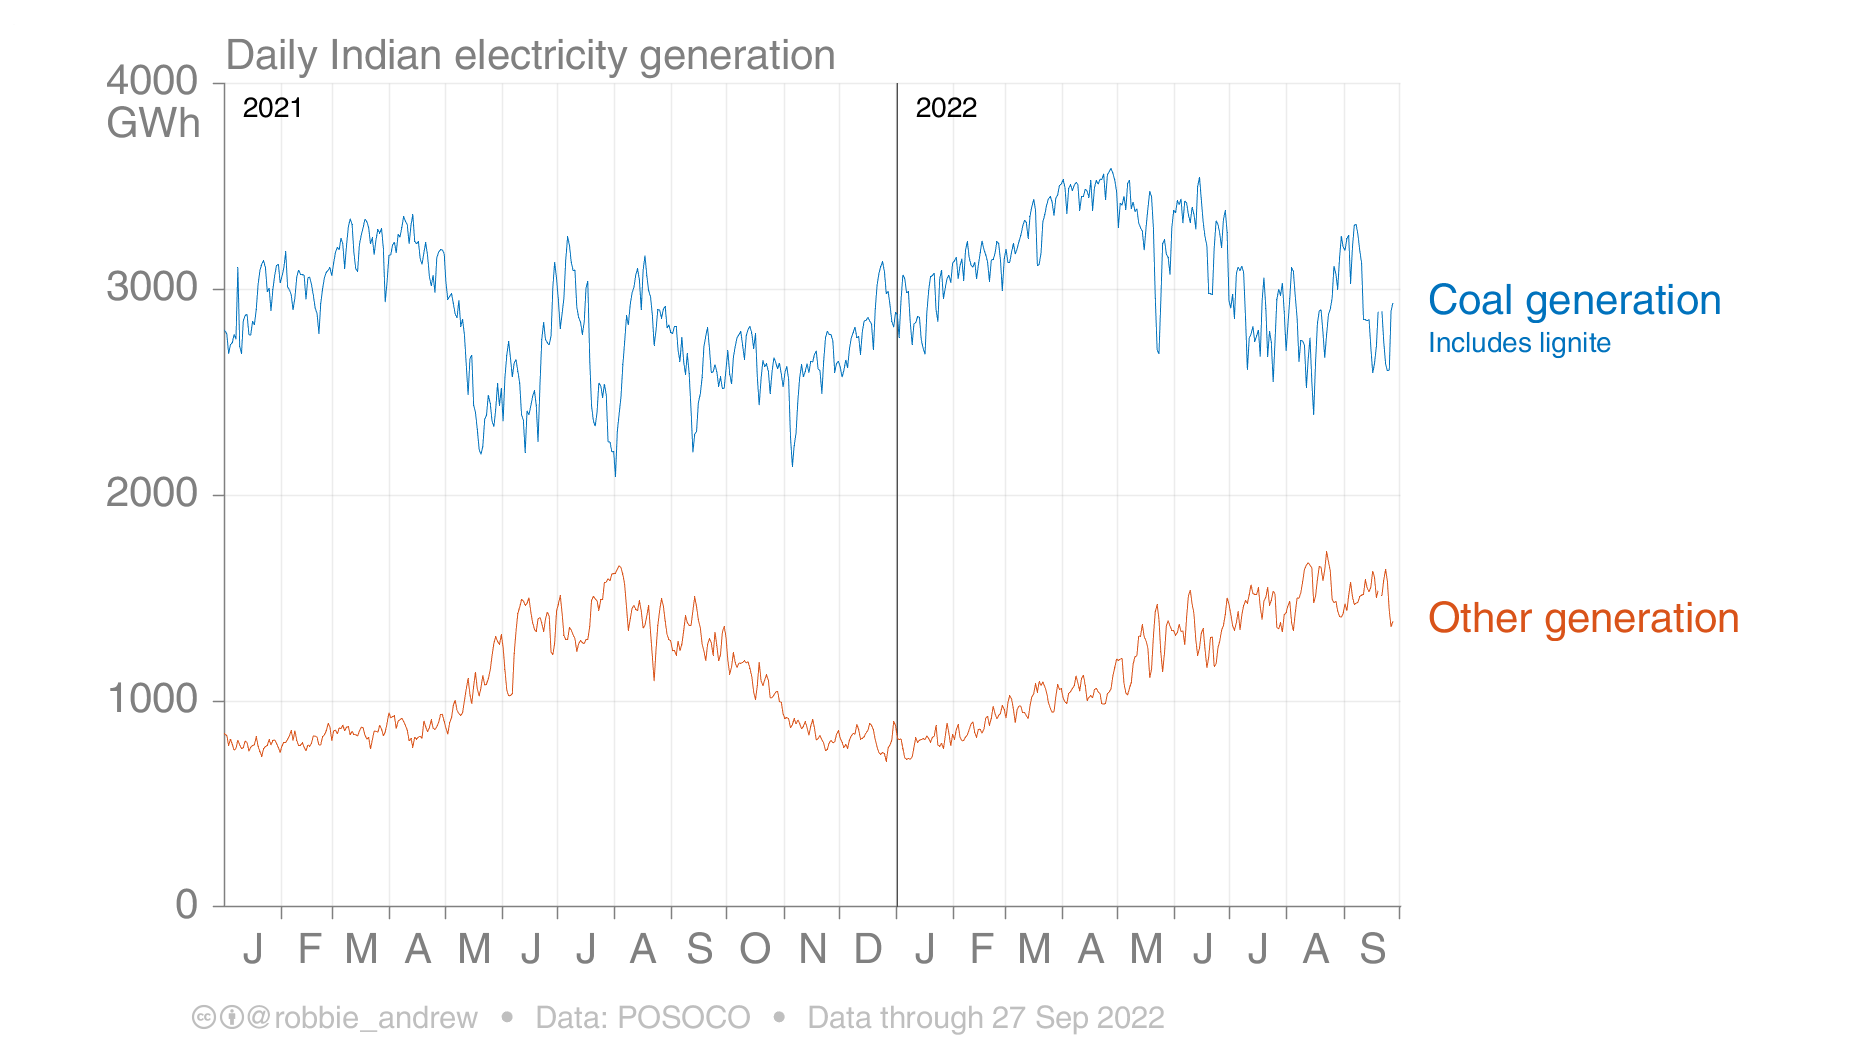 Daily Indian electricity generation
4000
GWh
2021
2022
3000
Coal generation
Includes lignite
2000
Other generation
1000
0
J F M A M J J A S O N D J F M A M J J A S
@robbie_andrew • Data: POSOCO • Data through 27 Sep 2022